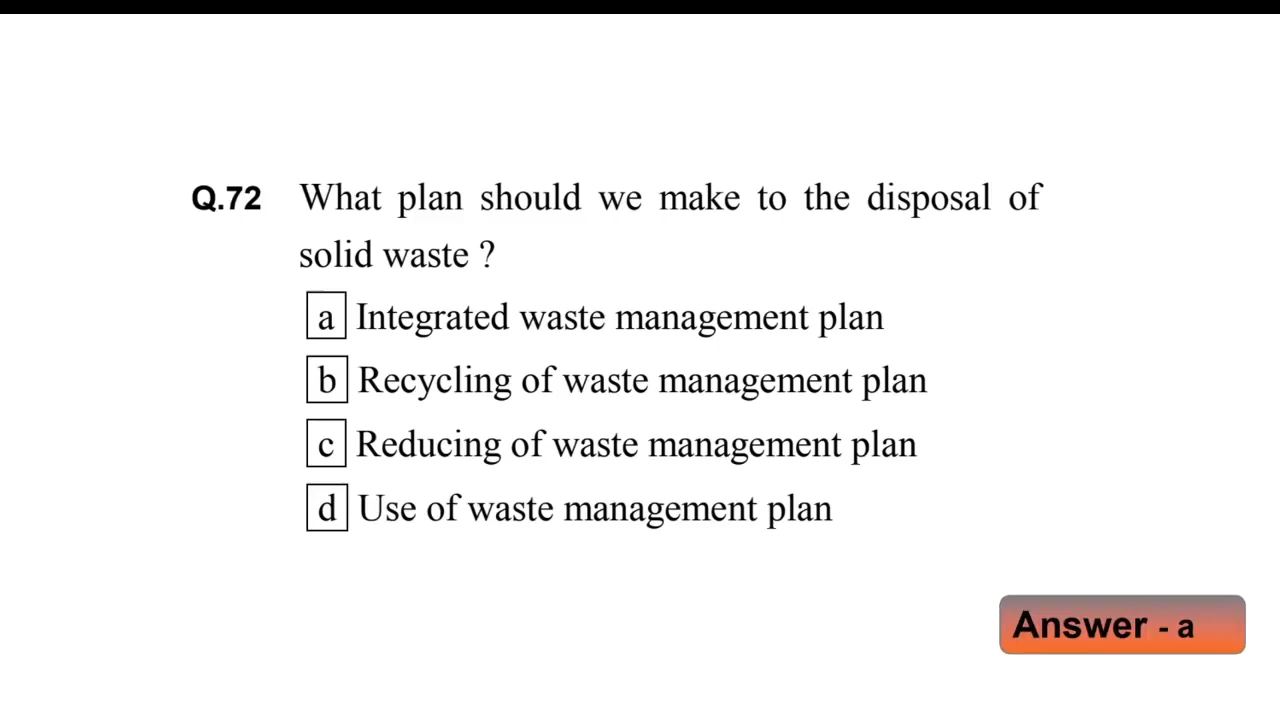 Q.72 What plan should we make to the disposal of
solid waste ?
a Integrated waste management plan
b Recycling of waste management plan
c Reducing of waste management plan
d Use of waste management plan
Answer - a